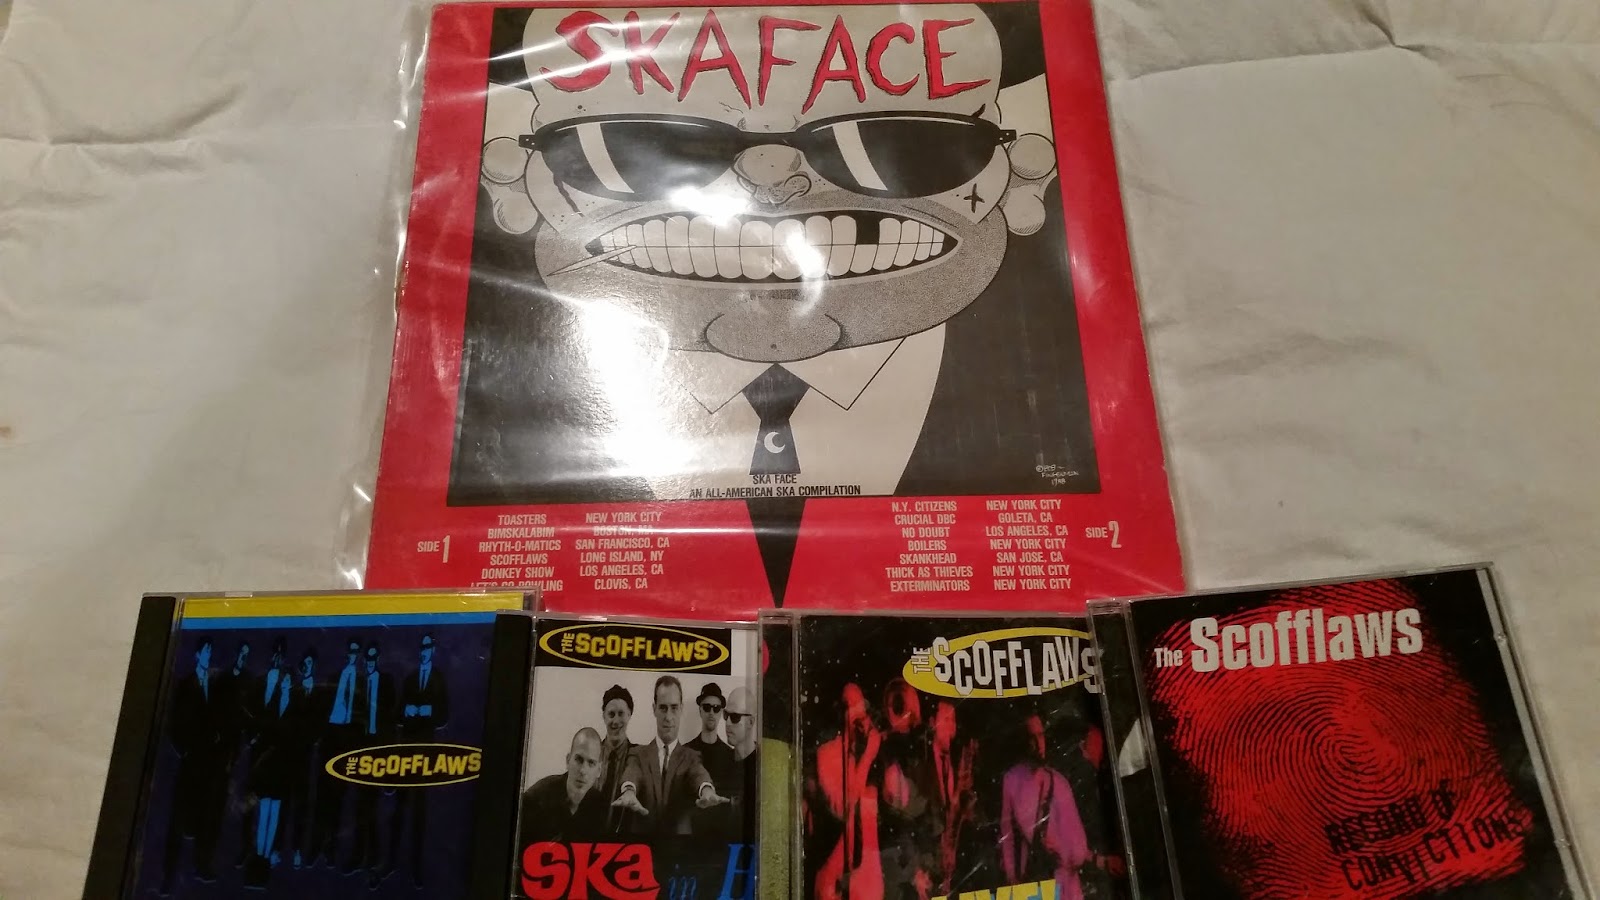 SKAFACE
SKA FACE
AN ALL-AMERICAN SKA COMPILATION
1988
SIDE 1
TOASTERS NEW YORK CITY
BIMSKALABIM BOSTON, MA
RHYTH-O-MATICS SAN FRANCISCO, CA
SCOFFLAWS LONG ISLAND, NY
DONKEY SHOW LOS ANGELES, CA
LET'S GO BOWLING CLOVIS, CA
SIDE 2
N.Y. CITIZENS NEW YORK CITY
CRUCIAL DBC GOLETA, CA
NO DOUBT LOS ANGELES, CA
BOILERS NEW YORK CITY
SKANKHEAD SAN JOSE, CA
THICK AS THIEVES NEW YORK CITY
EXTERMINATORS NEW YORK CITY
THE SCOFFLAWS
THE SCOFFLAWS
SKa in H
THE SCOFFLAWS
LIVE!
The Scofflaws
RECORD OF
CONVICTIONS